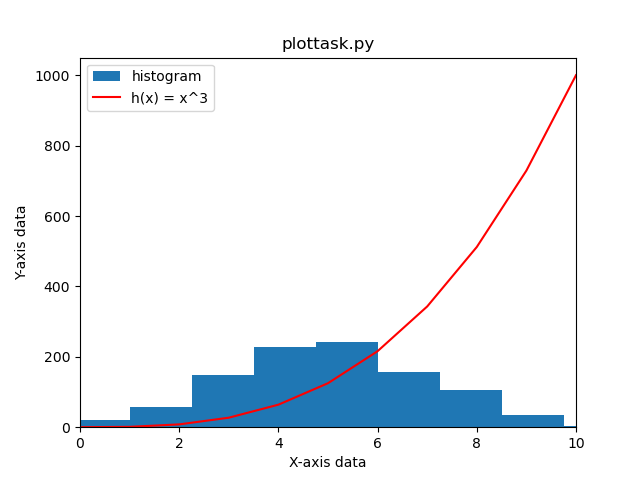 plottask.py
histogram
h(x) = x^3
1000
800
600
400
200
0
Y-axis data
0 2 4 6 8 10
X-axis data